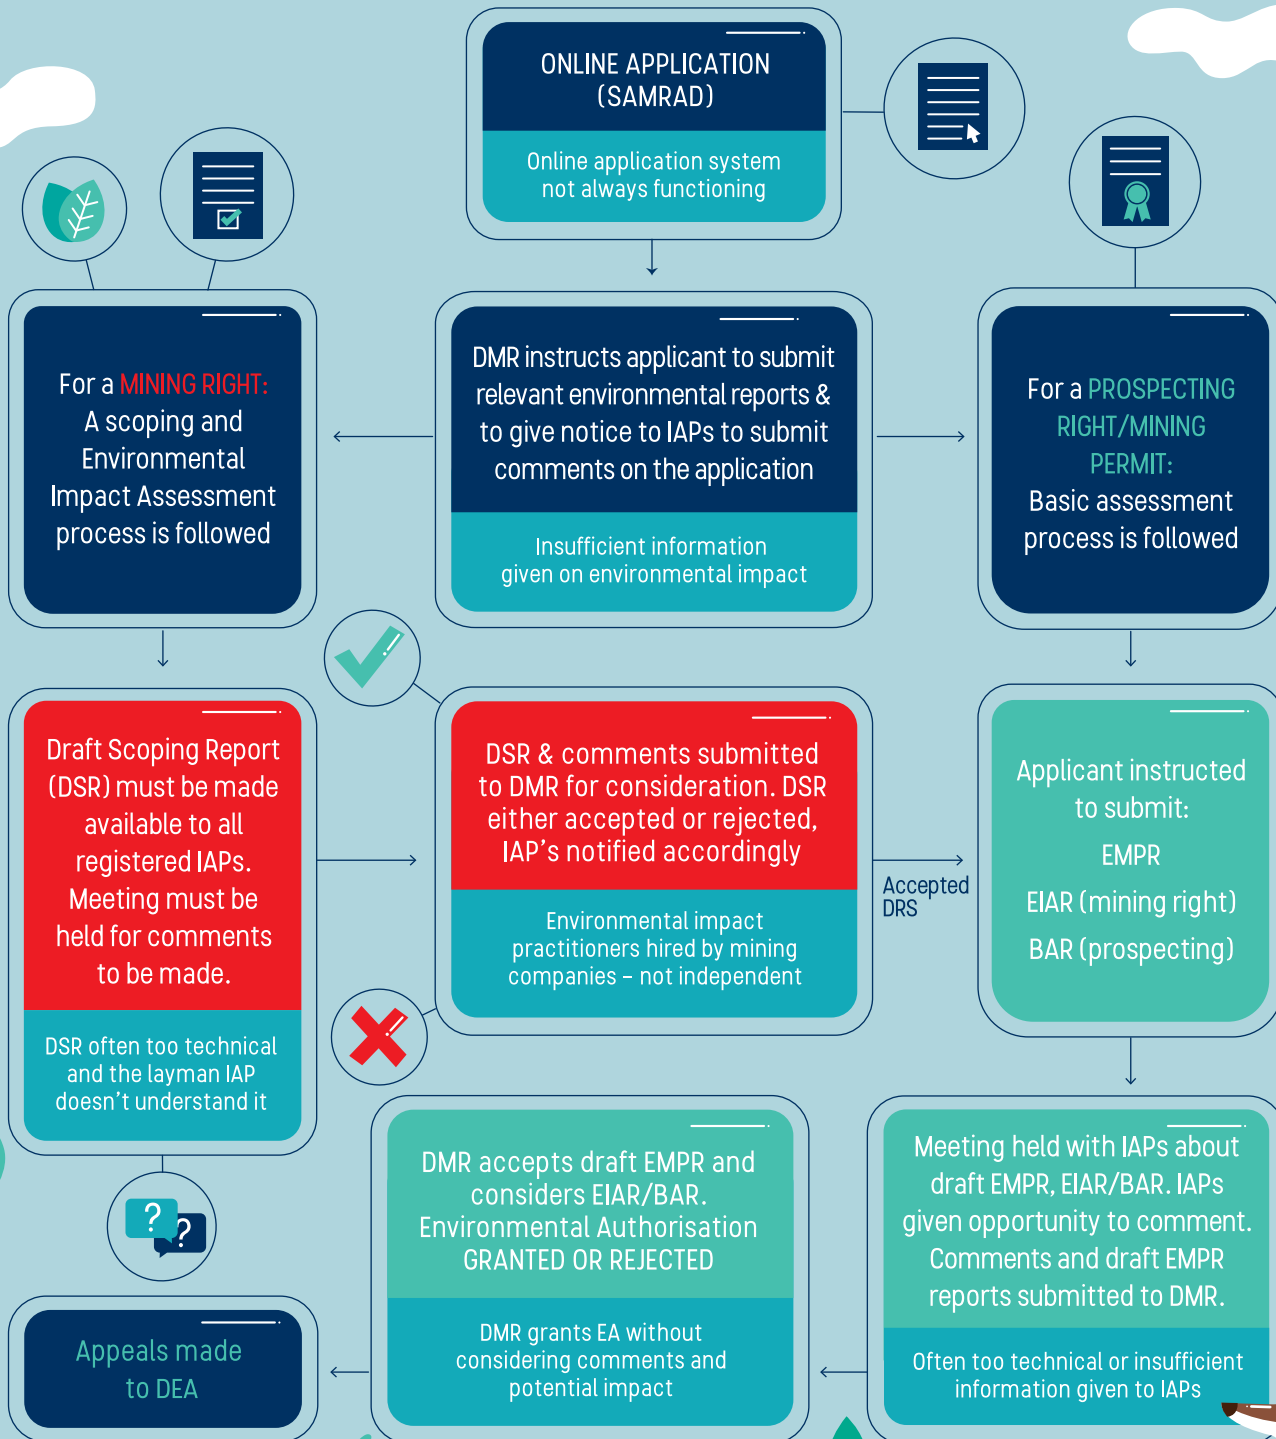 ONLINE APPLICATION
(SAMRAD)
Online application system
not always functioning
For a MINING RIGHT:
A scoping and
Environmental
Impact Assessment
process is followed
DMR instructs applicant to submit
relevant environmental reports &
to give notice to IAPs to submit
comments on the application
Insufficient information
given on environmental impact
For a PROSPECTING
RIGHT/MINING
PERMIT:
Basic assessment
process is followed
Draft Scoping Report
(DSR) must be made
available to all
registered IAPs.
Meeting must be
held for comments
to be made.
DSR often too technical
and the layman IAP
doesn't understand it
DSR & comments submitted
to DMR for consideration. DSR
either accepted or rejected,
IAP's notified accordingly
Environmental impact
practitioners hired by mining
companies – not independent
Accepted
DRS
Applicant instructed
to submit:
EMPR
EIAR (mining right)
BAR (prospecting)
Meeting held with IAPs about
draft EMPR, EIAR/BAR. IAPs
given opportunity to comment.
Comments and draft EMPR
reports submitted to DMR.
Often too technical or insufficient
information given to IAPs
DMR accepts draft EMPR and
considers EIAR/BAR.
Environmental Authorisation
GRANTED OR REJECTED
DMR grants EA without
considering comments and
potential impact
? ?
Appeals made
to DEA